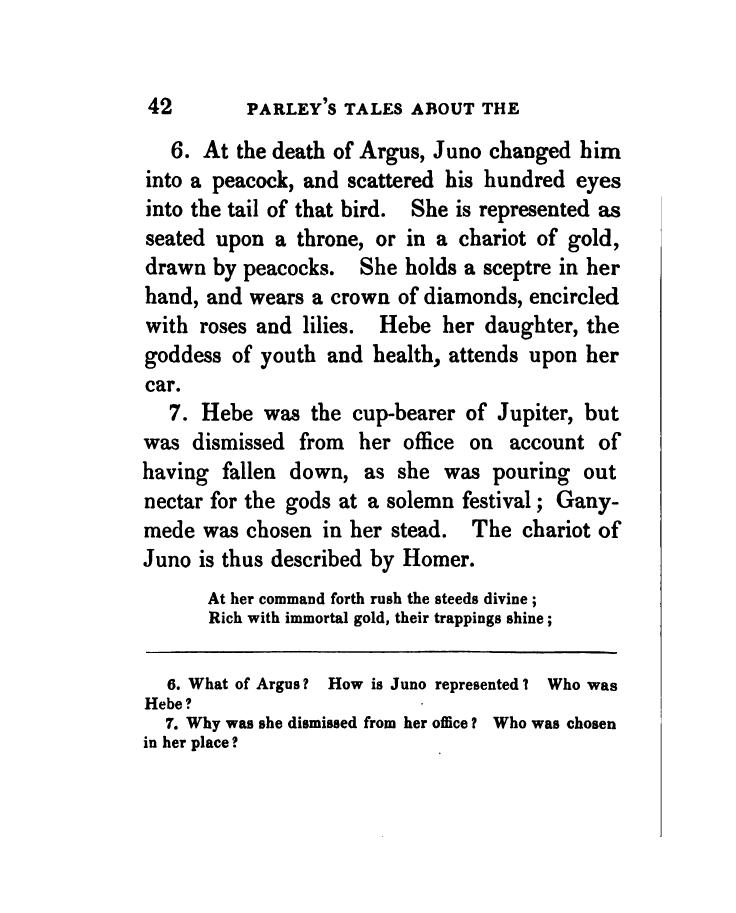 42 PARLEY'S TALES ABOUT THE
6. At the death of Argus, Juno changed him
into a peacock, and scattered his hundred eyes
into the tail of that bird. She is represented as
seated upon a throne, or in a chariot of gold,
drawn by peacocks. She holds a sceptre in her
hand, and wears a crown of diamonds, encircled
with roses and lilies. Hebe her daughter, the
goddess of youth and health, attends upon her
car.
7. Hebe was the cup-bearer of Jupiter, but
was dismissed from her office on account of
having fallen down, as she was pouring out
nectar for the gods at a solemn festival; Gany-
mede was chosen in her stead. The chariot of
Juno is thus described by Homer.
At her command forth rush the steeds divine;
Rich with immortal gold, their trappings shine;
6. What of Argus? How is Juno represented? Who was
Hebe?
7. Why was she dismissed from her office? Who was chosen
in her place?